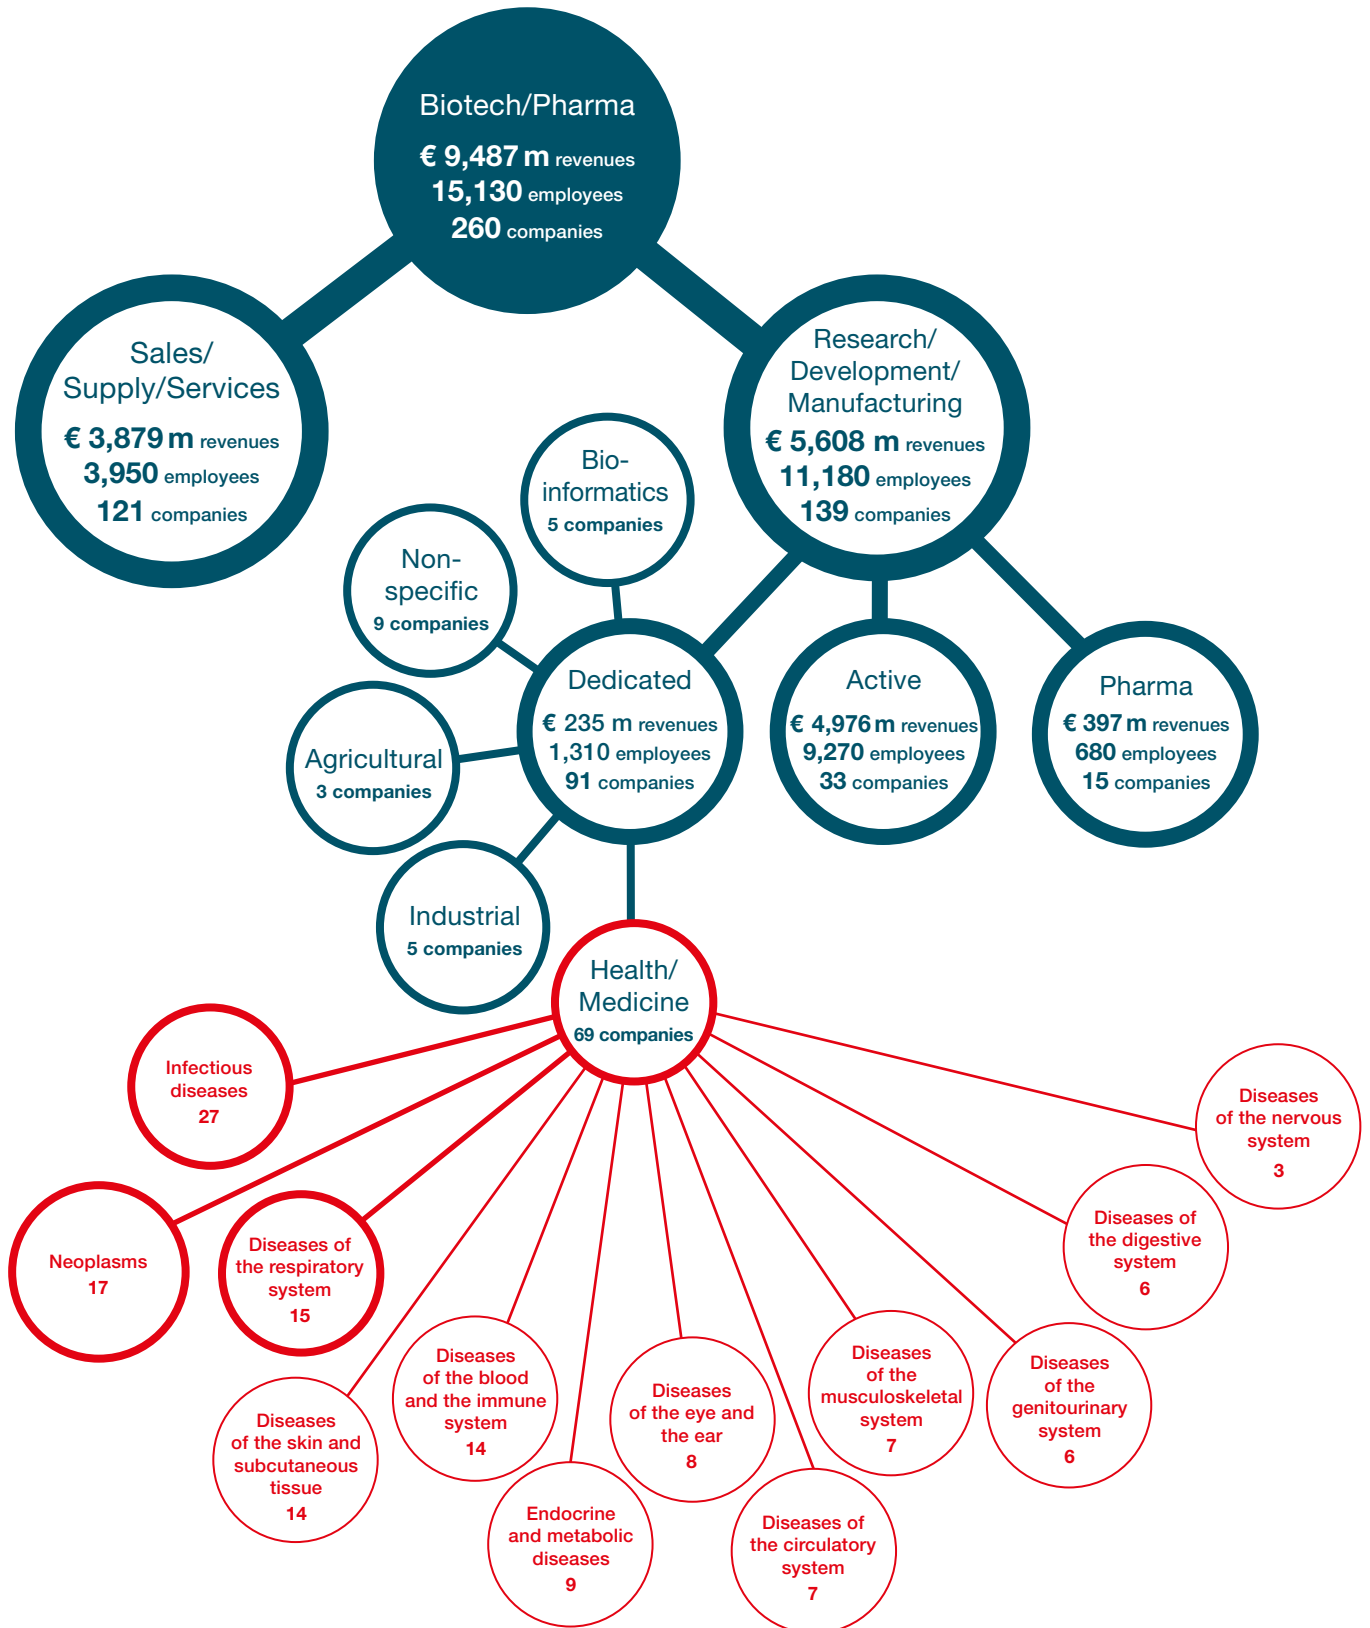 Biotech/Pharma
€ 9,487 m revenues
15,130 employees
260 companies
Sales/
Supply/Services
€ 3,879 m revenues
3,950 employees
121 companies
Research/
Development/
Manufacturing
€ 5,608 m revenues
11,180 employees
139 companies
Bio-
informatics
5 companies
Non-
specific
9 companies
Agricultural
3 companies
Industrial
5 companies
Dedicated
€ 235 m revenues
1,310 employees
91 companies
Active
€ 4,976 m revenues
9,270 employees
33 companies
Pharma
€ 397 m revenues
680 employees
15 companies
Health/
Medicine
69 companies
Infectious
diseases
27
Neoplasms
17
Diseases of
the respiratory
system
15
Diseases
of the skin and
subcutaneous
tissue
14
Diseases
of the blood
and the immune
system
14
Endocrine
and metabolic
diseases
9
Diseases
of the eye and
the ear
8
Diseases of
the circulatory
system
7
Diseases
of the
musculoskeletal
system
7
Diseases
of the
genitourinary
system
6
Diseases of
the digestive
system
6
Diseases
of the nervous
system
3